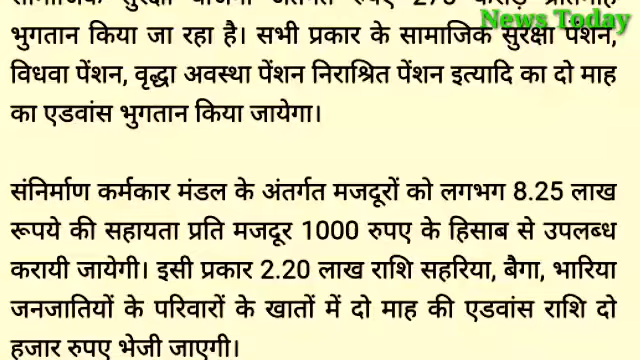 News Today
भुगतान किया जा रहा है। सभी प्रकार के सामाजिक सुरक्षा पेंशन,
विधवा पेंशन, वृद्धा अवस्था पेंशन निराश्रित पेंशन इत्यादि का दो माह
का एडवांस भुगतान किया जायेगा।
संनिर्माण कर्मकार मंडल के अंतर्गत मजदूरों को लगभग 8.25 लाख
रूपये की सहायता प्रति मजदूर 1000 रुपए के हिसाब से उपलब्ध
करायी जायेगी। इसी प्रकार 2.20 लाख राशि सहरिया, बैगा, भारिया
जनजातियों के परिवारों के खातों में दो माह की एडवांस राशि दो
हजार रुपए भेजी जाएगी।